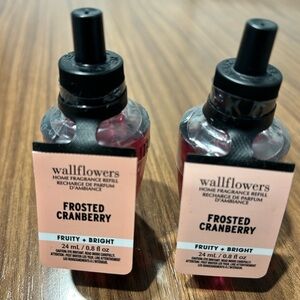 wallflowers
HOME FRAGRANCE REFILL
RECHARGE DE PARFUM
D'AMBIANCE
FROSTED
CRANBERRY
FRUITY + BRIGHT
24 mL / 0.8 fl oz
wallflowers
HOME FRAGRANCE REFILL
RECHARGE DE PARFUM
D'AMBIANCE
FROSTED
CRANBERRY
FRUITY + BRIGHT
24 mL / 0.8 fl oz